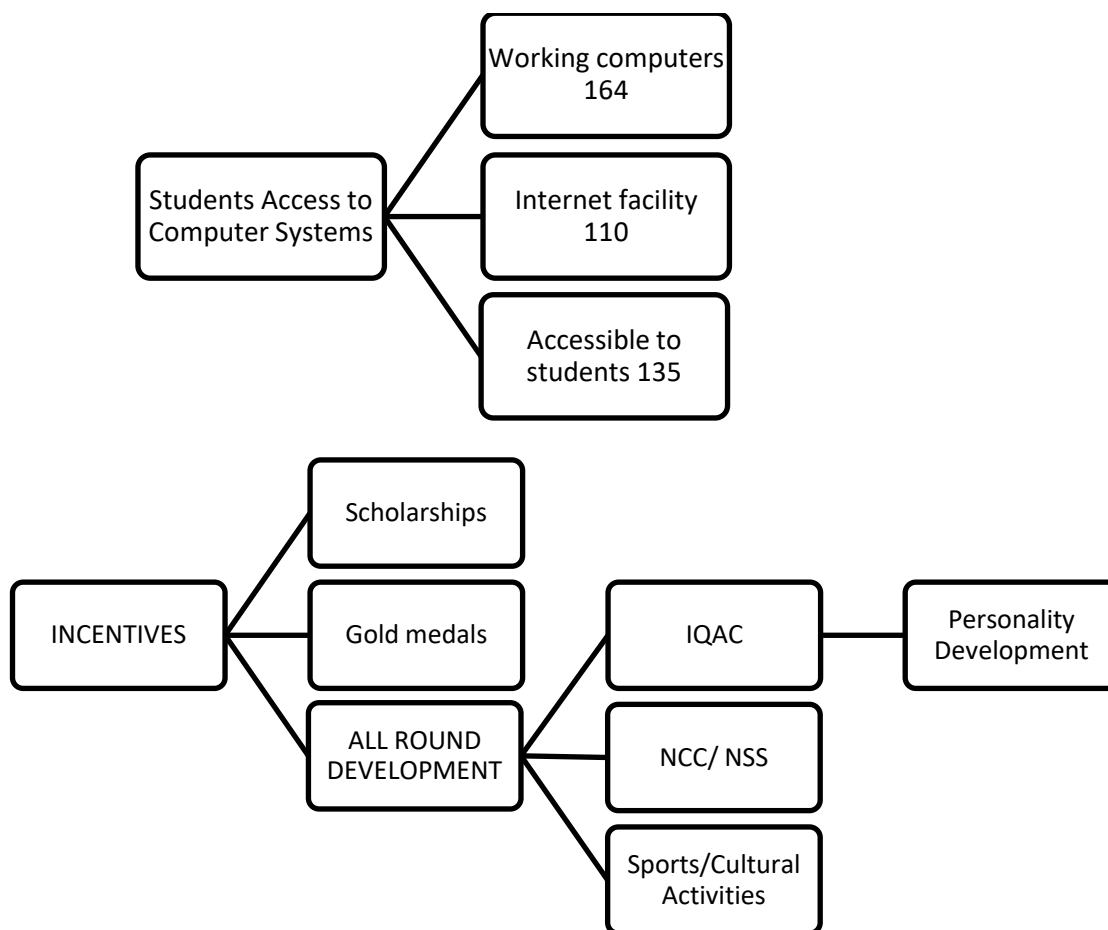 Working computers
164
Students Access to
Computer Systems
Internet facility
110
Accessible to
students 135
Scholarships
INCENTIVES
Gold medals
IQAC
Personality
Development
ALL ROUND
DEVELOPMENT
NCC/ NSS
Sports/Cultural
Activities